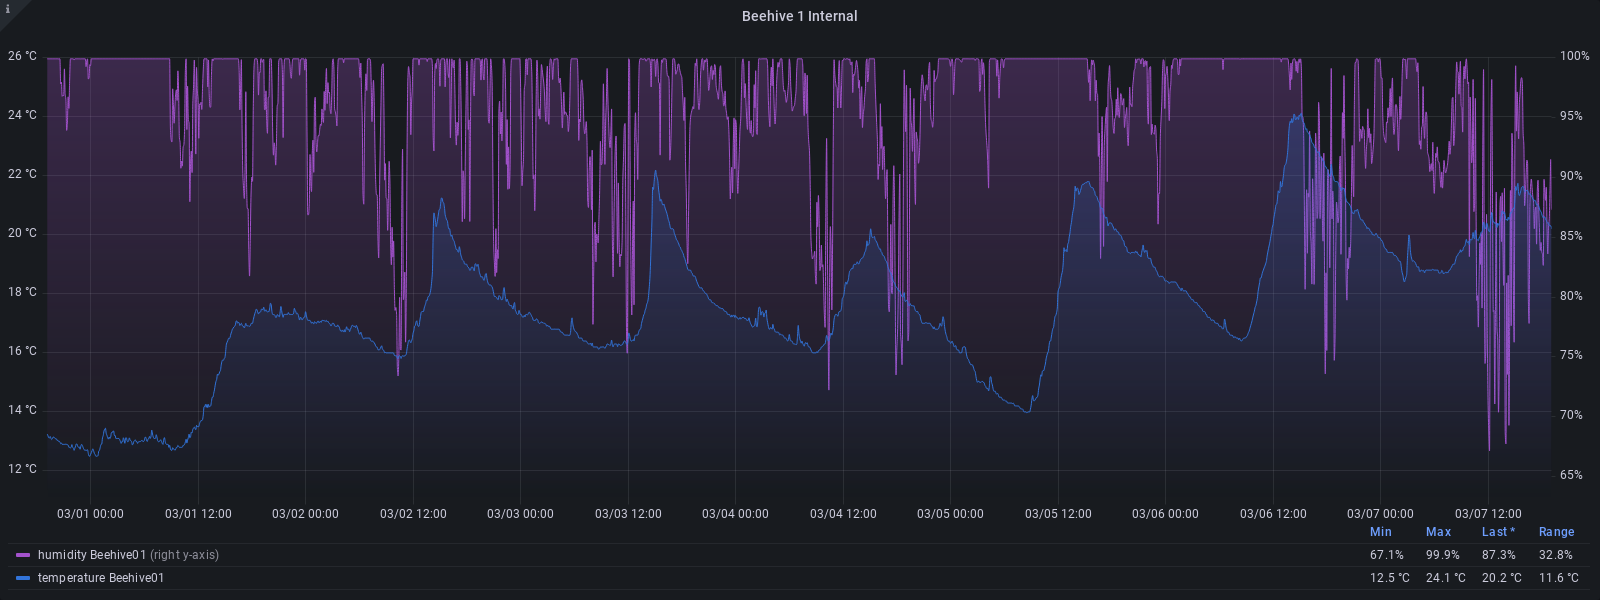 i
Beehive 1 Internal
26 °C 100%
24 °C 95%
22 °C 90%
20 °C 85%
18 °C 80%
16 °C 75%
14 °C 70%
12 °C 65%
03/01 00:00 03/01 12:00 03/02 00:00 03/02 12:00 03/03 00:00 03/03 12:00 03/04 00:00 03/04 12:00 03/05 00:00 03/05 12:00 03/06 00:00 03/06 12:00 03/07 00:00 03/07 12:00
Min Max Last * Range
humidity Beehive01 (right y-axis) 67.1% 99.9% 87.3% 32.8%
temperature Beehive01 12.5 °C 24.1 °C 20.2 °C 11.6 °C